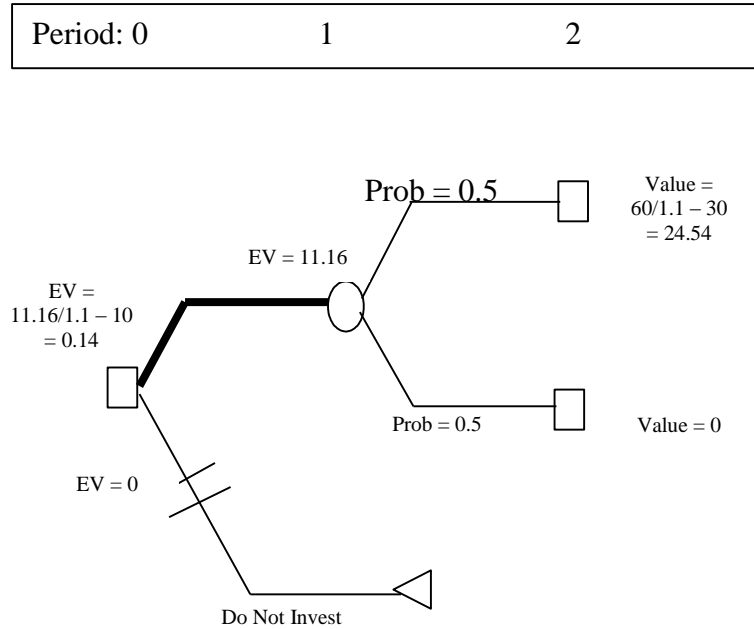 Period: 0 1 2
Prob = 0.5
Value =
60/1.1 – 30
= 24.54
EV = 11.16
EV =
11.16/1.1 – 10
= 0.14
Prob = 0.5
Value = 0
EV = 0
Do Not Invest